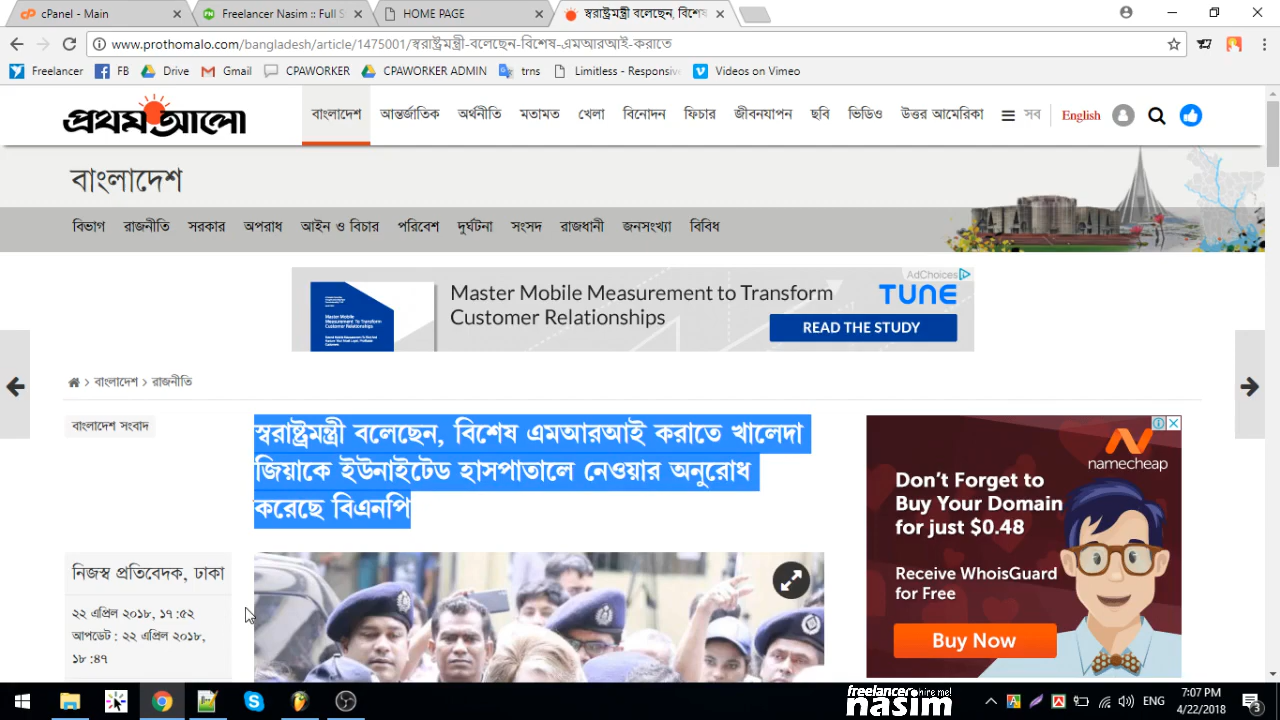 cPanel - Main
Freelancer Nasim :: Full S
HOME PAGE
স্বরাষ্ট্রমন্ত্রী বলেছেন, বিশেষ
www.prothomalo.com/bangladesh/article/1475001/স্বরাষ্ট্রমন্ত্রী-বলেছেন-বিশেষ-এমআরআই-করাতে
Freelancer
FB
Drive
Gmail
CPAWORKER
CPAWORKER ADMIN
trns
Limitless - Responsiv
Videos on Vimeo
প্রথম আলো
বাংলাদেশ আন্তর্জাতিক অর্থনীতি মতামত খেলা বিনোদন ফিচার জীবনযাপন ছবি ভিডিও উত্তর আমেরিকা সব English
বাংলাদেশ
বিভাগ রাজনীতি সরকার অপরাধ আইন ও বিচার পরিবেশ দুর্ঘটনা সংসদ রাজধানী জনসংখ্যা বিবিধ
AdChoices
Master Mobile Measurement to Transform
Customer Relationships
TUNE
READ THE STUDY
> বাংলাদেশ > রাজনীতি
বাংলাদেশ সংবাদ
স্বরাষ্ট্রমন্ত্রী বলেছেন, বিশেষ এমআরআই করাতে খালেদা
জিয়াকে ইউনাইটেড হাসপাতালে নেওয়ার অনুরোধ
করেছে বিএনপি
নিজস্ব প্রতিবেদক, ঢাকা
২২ এপ্রিল ২০১৮, ১৭:৫২
আপডেট : ২২ এপ্রিল ২০১৮,
১৮:৪৭
namecheap
Don't Forget to
Buy Your Domain
for just $0.48
Receive WhoisGuard
for Free
Buy Now
freelancer hire me!
nasim
ENG
7:07 PM
4/22/2018
3